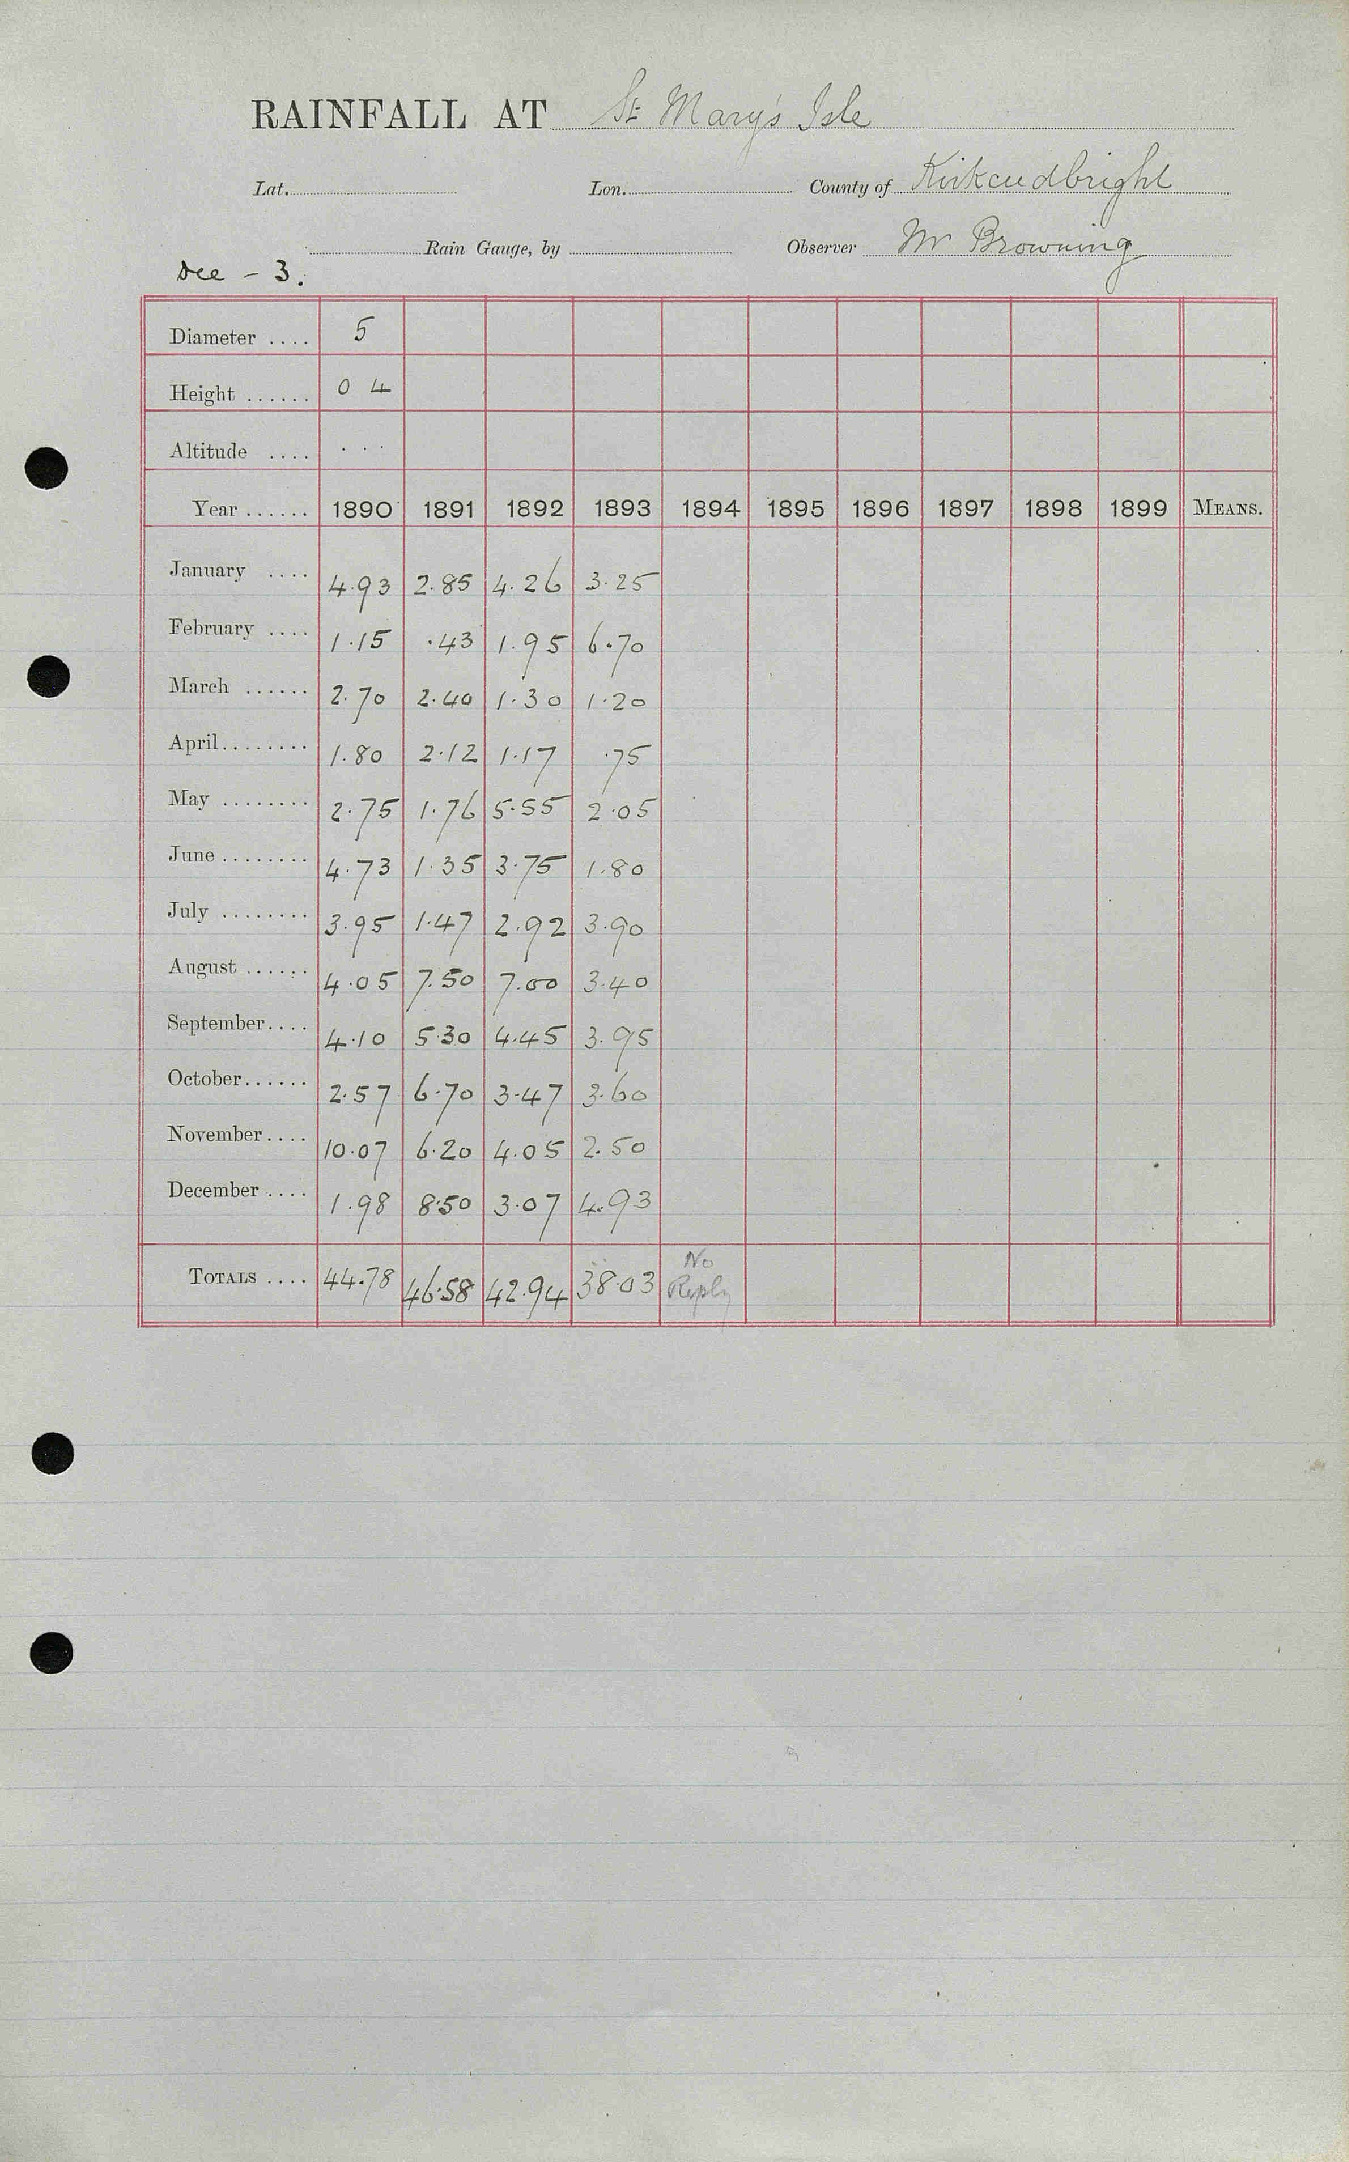 RAINFALL AT St Mary's Isle
Lat. Lon. County of Kirkcudbright
Rain Gauge, by Observer Mr Browning
Dee - 3.
Diameter .... 5
Height ...... 0 4
Altitude .... . . .
Year ...... 1890 1891 1892 1893 1894 1895 1896 1897 1898 1899 MEANS.
January .... 4.93 2.85 4.26 3.25
February .... 1.15 .43 1.95 6.70
March ...... 2.70 2.40 1.30 1.20
April........ 1.80 2.12 1.17 .75
May ........ 2.75 1.76 5.55 2.05
June ........ 4.73 1.35 3.75 1.80
July ........ 3.95 1.47 2.92 3.90
August ...... 4.05 7.50 7.00 3.40
September.... 4.10 5.30 4.45 3.95
October...... 2.57 6.70 3.47 3.60
November.... 10.07 6.20 4.05 2.50
December .... 1.98 8.50 3.07 4.93
TOTALS .... 44.78 46.58 42.94 38.03 No Reply